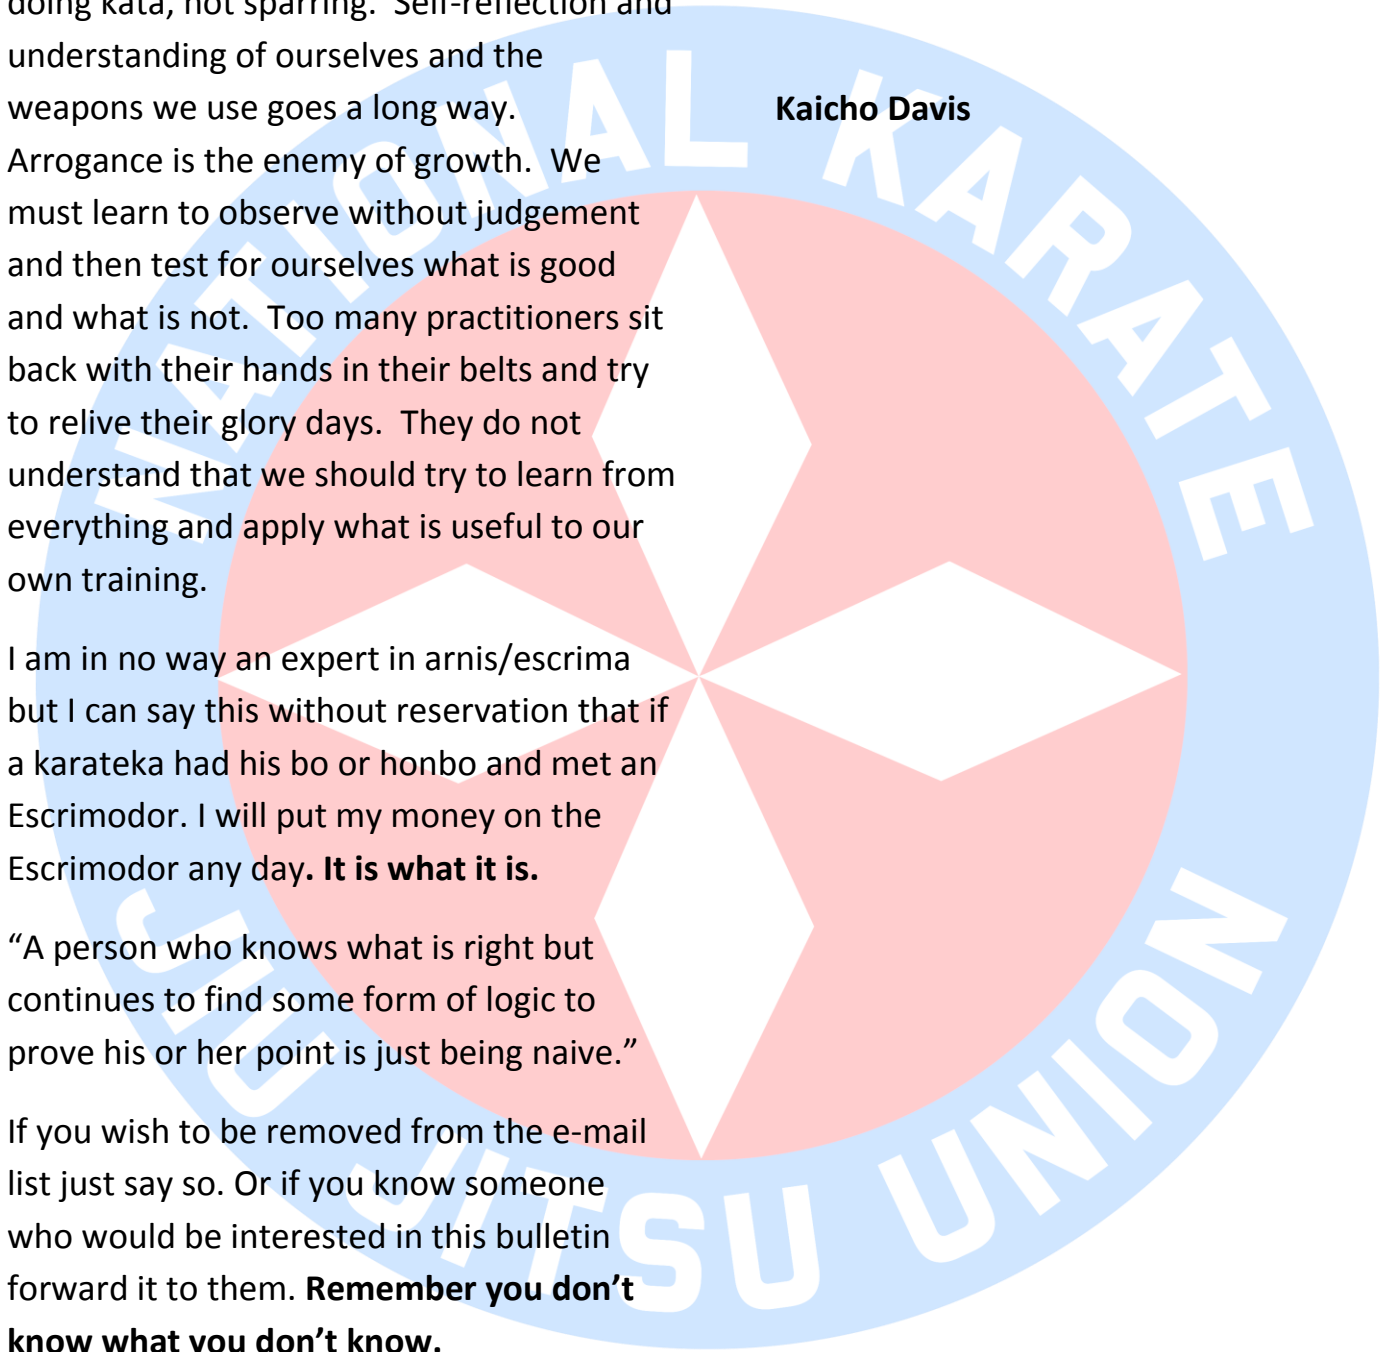 doing kata, not sparring.  Self-reflection and
understanding of ourselves and the
weapons we use goes a long way.
Arrogance is the enemy of growth.  We
must learn to observe without judgement
and then test for ourselves what is good
and what is not.  Too many practitioners sit
back with their hands in their belts and try
to relive their glory days.  They do not
understand that we should try to learn from
everything and apply what is useful to our
own training.
I am in no way an expert in arnis/escrima
but I can say this without reservation that if
a karateka had his bo or honbo and met an
Escrimodor. I will put my money on the
Escrimodor any day. It is what it is.
“A person who knows what is right but
continues to find some form of logic to
prove his or her point is just being naive.”
If you wish to be removed from the e-mail
list just say so. Or if you know someone
who would be interested in this bulletin
forward it to them. Remember you don’t
know what you don’t know.
Kaicho Davis
NATIONAL KARATE
JIU JITSU UNION